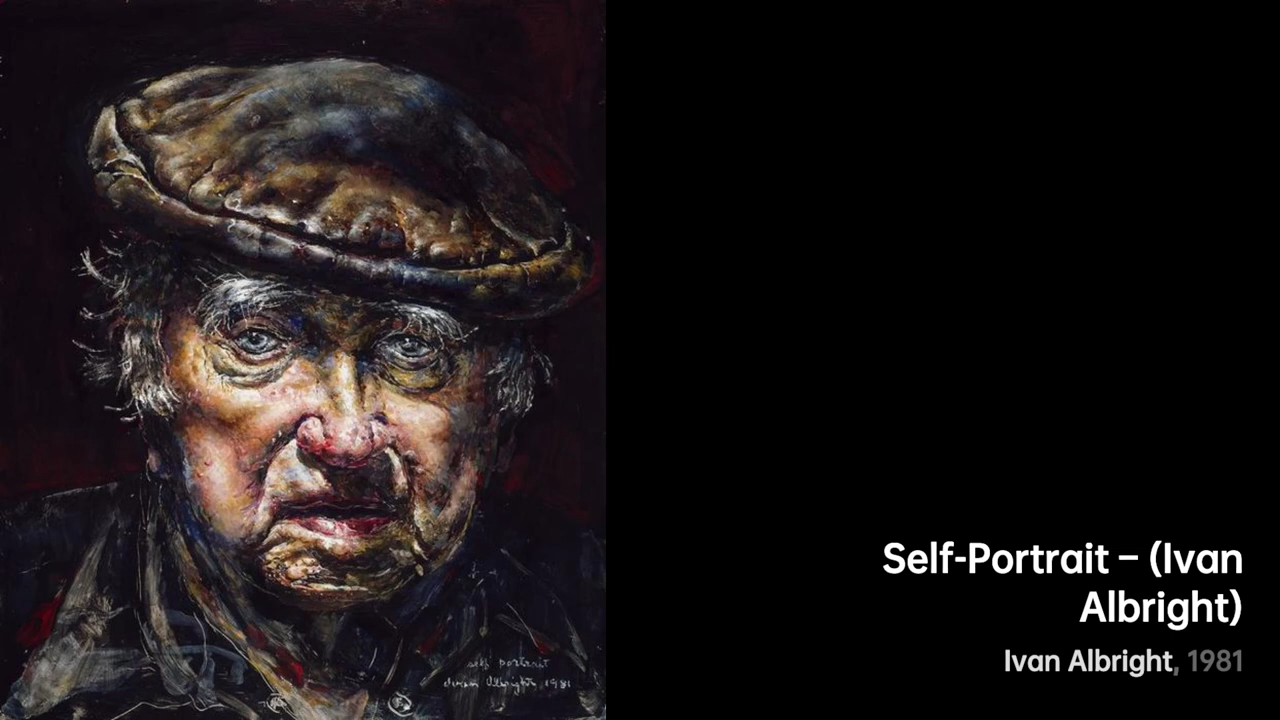 self portrait
Ivan Albright 1981
Self-Portrait – (Ivan
Albright)
Ivan Albright, 1981